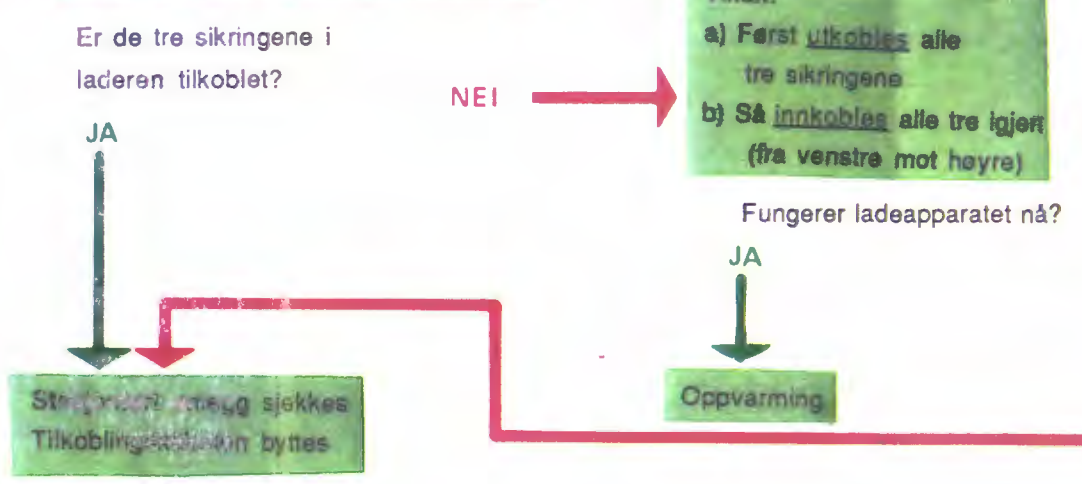 Er de tre sikringene i
laderen tilkoblet?
JA
NEI
a) Først utkobles alle
tre sikringene
b) Så innkobles alle tre igjen
(fra venstre mot høyre)
Fungerer ladeapparatet nå?
JA
Oppvarming
sjekkes
byttes